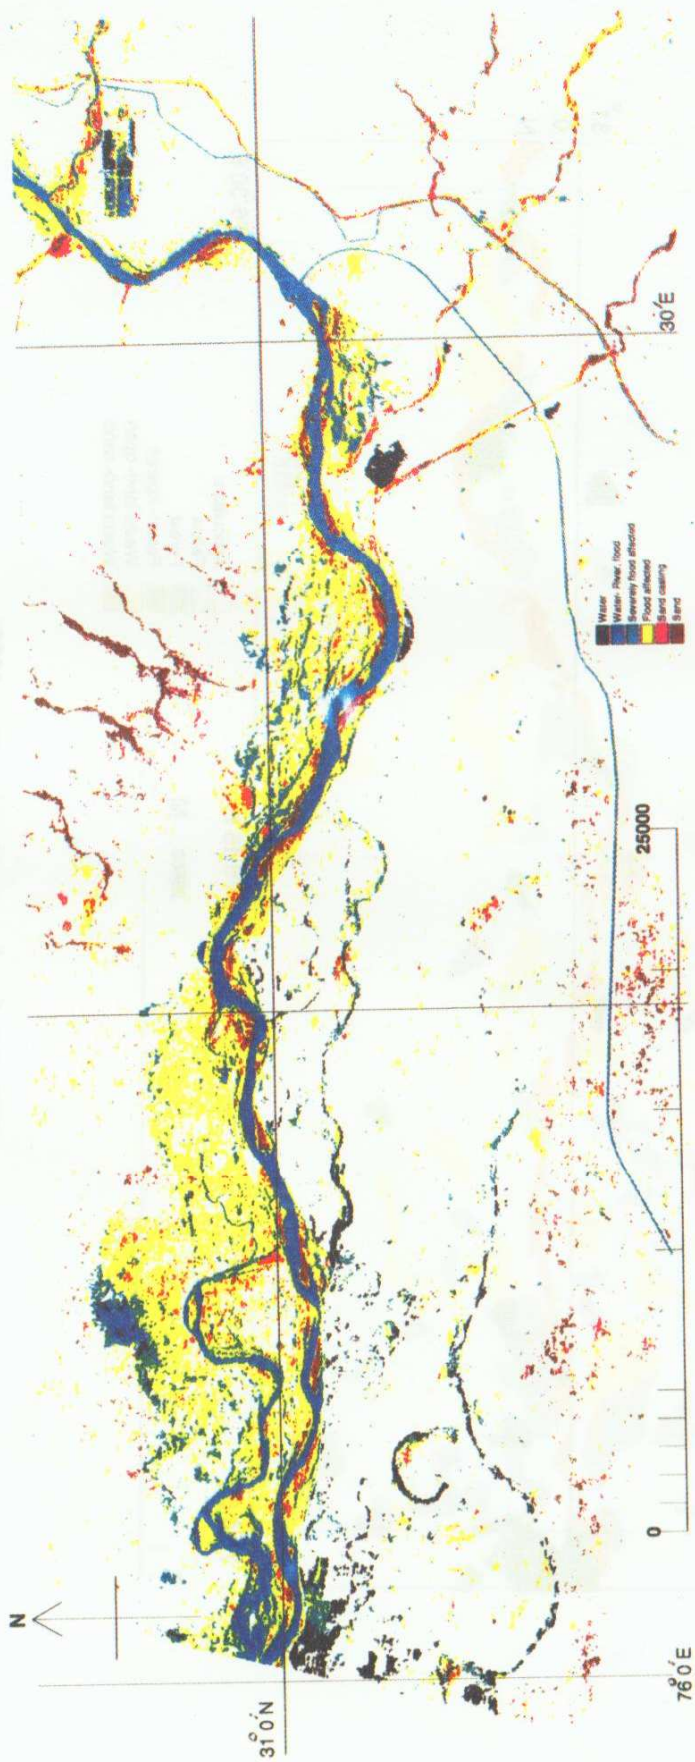 N
31°0'N
76°0'E
30'E
0
25000
Water
Water- River, flood
Severely flood affected
Flood affected
Sand casting
Sand